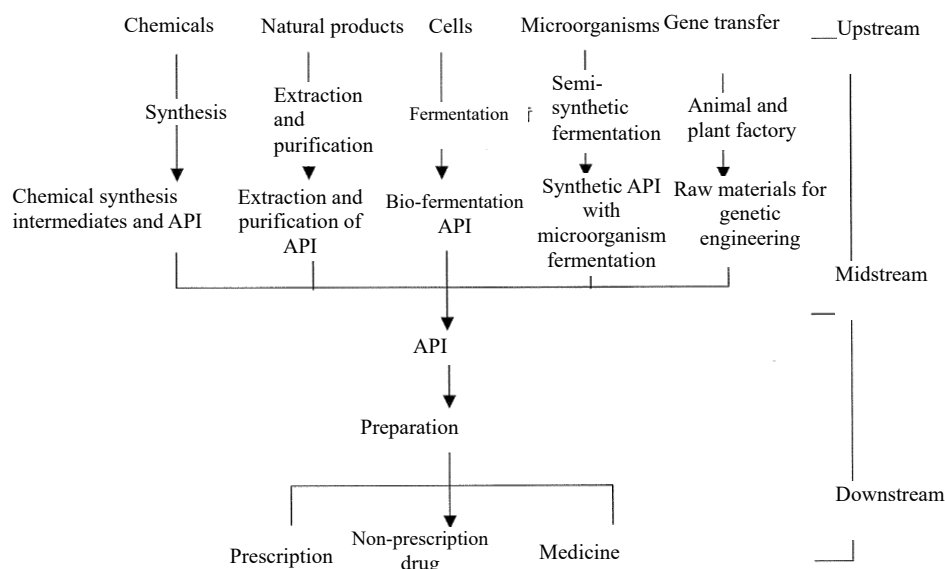 Chemicals
Natural products
Cells
Microorganisms
Gene transfer
Upstream
Synthesis
Extraction
and
purification
Fermentation
Semi-
synthetic
fermentation
Animal and
plant factory
Chemical synthesis
intermediates and API
Extraction and
purification of
API
Bio-fermentation
API
Synthetic API
with
microorganism
fermentation
Raw materials for
genetic
engineering
Midstream
API
Preparation
Downstream
Prescription
Non-prescription
drug
Medicine